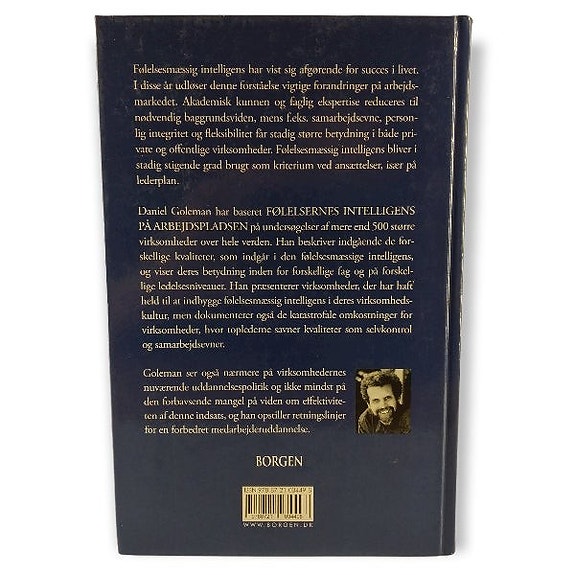 Følelsesmæssig intelligens har vist sig afgørende for succes i livet.
I disse år udløser denne forståelse vigtige forandringer på arbejds-
markedet. Akademisk kunnen og faglig ekspertise reduceres til
nødvendig baggrundsviden, mens f.eks. samarbejdsevne, person-
lig integritet og fleksibilitet får stadig større betydning i både pri-
vate og offentlige virksomheder. Følelsesmæssig intelligens bliver i
stadig stigende grad brugt som kriterium ved ansættelser, især på
lederplan.
Daniel Goleman har baseret FØLELSERNES INTELLIGENS
PÅ ARBEJDSPLADSEN på undersøgelser af mere end 500 større
virksomheder over hele verden. Han beskriver indgående de for-
skellige kvaliteter, som indgår i den følelsesmæssige intelligens,
og viser deres betydning inden for forskellige fag og på forskel-
lige ledelsesniveauer. Han præsenterer virksomheder, der har haft
held til at indbygge følelsesmæssig intelligens i deres virksomheds-
kultur, men dokumenterer også de katastrofale omkostninger for
virksomheder, hvor toplederne savner kvaliteter som selvkontrol
og samarbejdsevner.
Goleman ser også nærmere på virksomhedernes
nuværende uddannelsespolitik og ikke mindst på
den forbavsende mangel på viden om effektivite-
ten af denne indsats, og han opstiller retningslinjer
for en forbedret medarbejderuddannelse.
BORGEN
WWW.BORGEN.DK